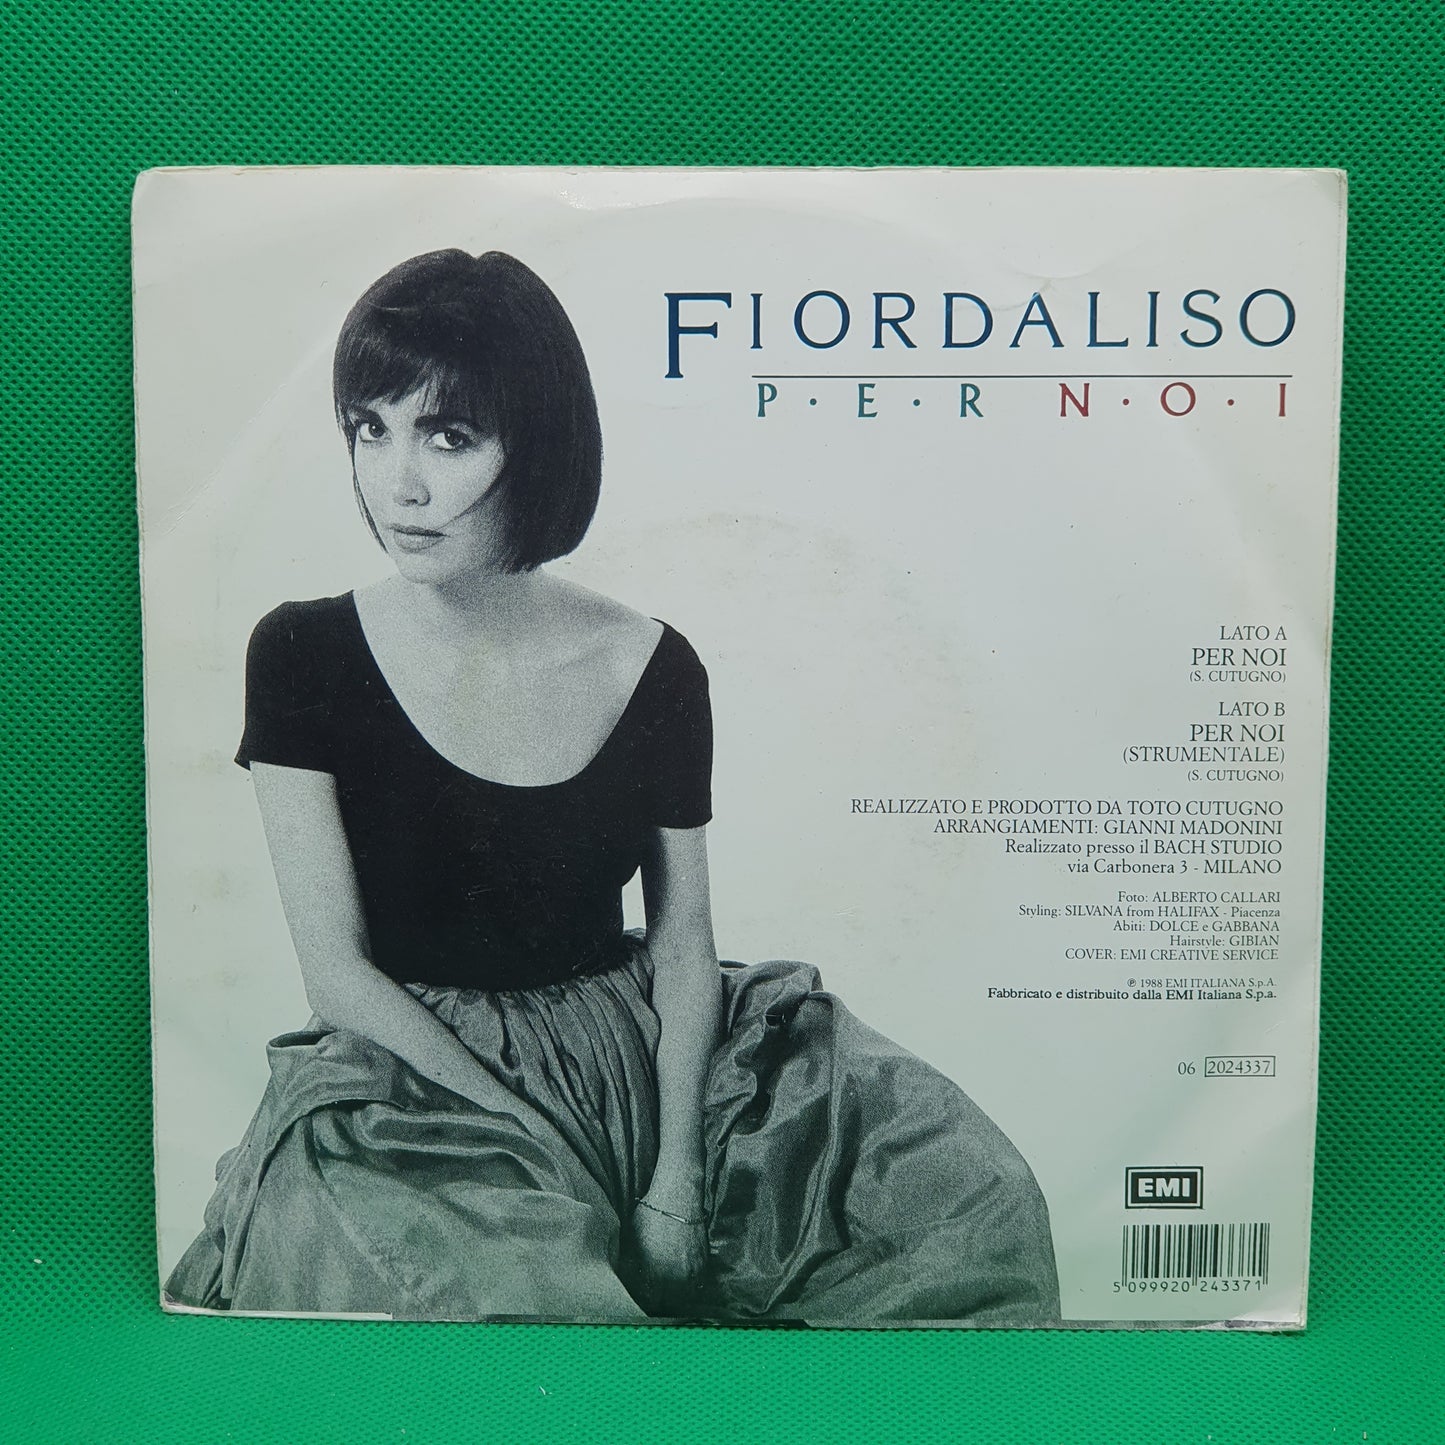 FIORDALISO
P·E·R N·O·I
LATO A
PER NOI
(S. CUTUGNO)
LATO B
PER NOI
(STRUMENTALE)
(S. CUTUGNO)
REALIZZATO E PRODOTTO DA TOTO CUTUGNO
ARRANGIAMENTI: GIANNI MADONINI
Realizzato presso il BACH STUDIO
via Carbonera 3 - MILANO
Foto: ALBERTO CALLARI
Styling: SILVANA from HALIFAX - Piacenza
Abiti: DOLCE e GABBANA
Hairstyle: GIBIAN
COVER: EMI CREATIVE SERVICE
℗ 1988 EMI ITALIANA S.p.A.
Fabbricato e distribuito dalla EMI Italiana S.p.a.
06 2024337
EMI
5 099920 243371